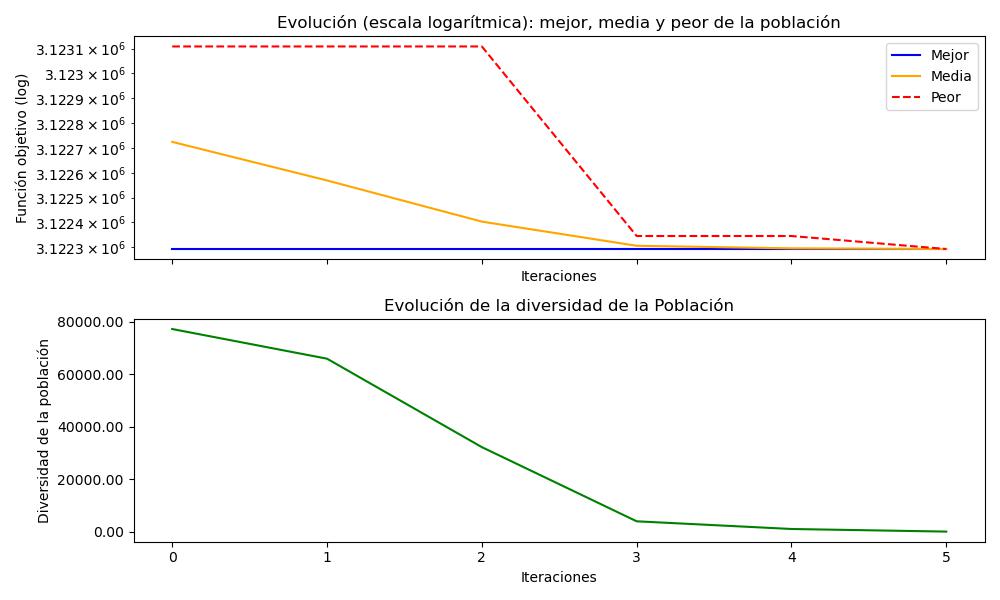 Evolución (escala logarítmica): mejor, media y peor de la población
Función objetivo (log)
3.1231 × 10⁶
3.123 × 10⁶
3.1229 × 10⁶
3.1228 × 10⁶
3.1227 × 10⁶
3.1226 × 10⁶
3.1225 × 10⁶
3.1224 × 10⁶
3.1223 × 10⁶
Mejor
Media
Peor
Iteraciones
Evolución de la diversidad de la Población
Diversidad de la población
80000.00
60000.00
40000.00
20000.00
0.00
0 1 2 3 4 5
Iteraciones